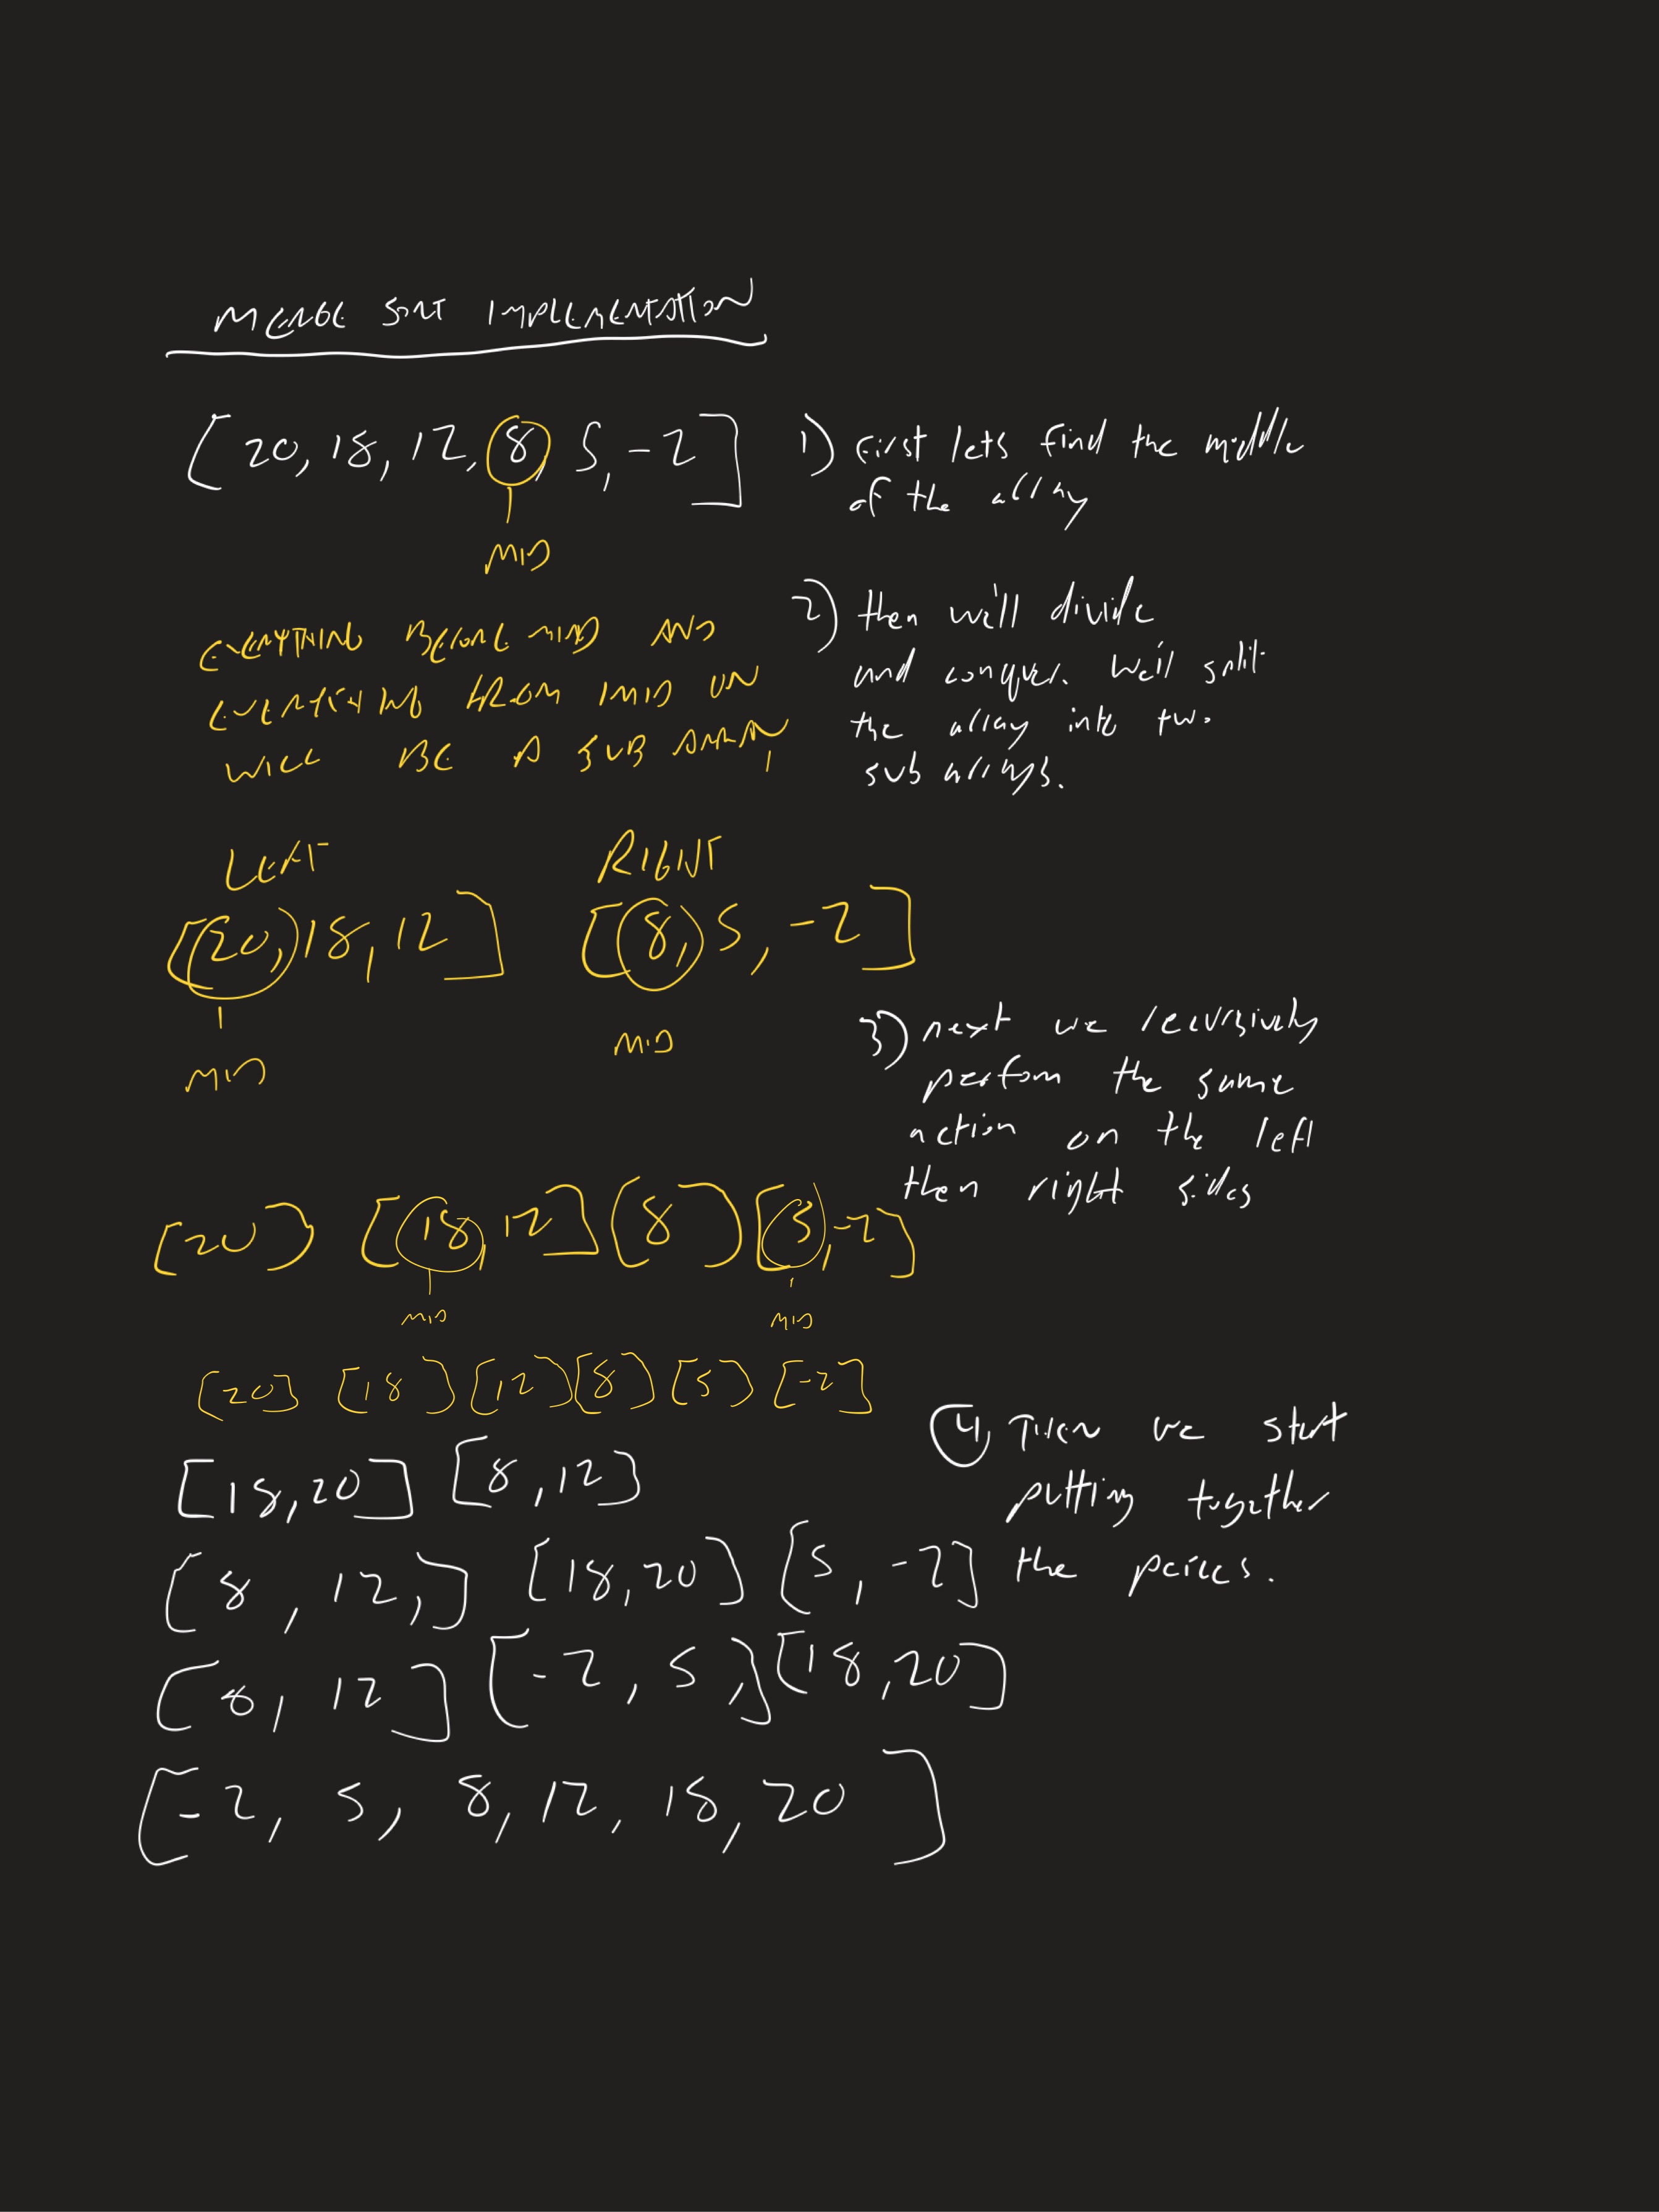 MERGE SORT IMPLEMENTATION
[20, 18, 12, 8, 5, -2]
MID
1) First lets find the middle
of the array
EVERYTHING BEFORE MID AND
EVERYTHING FROM MID ON
WILL BE A SUB ARRAY
2) then we'll divide
and conquer. we'll split
the array into two
sub arrays.
LEFT RIGHT
[20, 18, 12] [8, 5, -2]
MID MID
3) next we recursively
perform the same
action on the left
then right sides
[20] [18, 12] [8] [5, -2]
MID MID
[20] [18] [12] [8] [5] [-2]
4) Then we start
putting together
the peices.
[18, 20] [8, 12]
[8, 12,] [18, 20] [5, -2]
[8, 12] [-2, 5,] [18, 20]
[-2, 5, 8, 12, 18, 20]